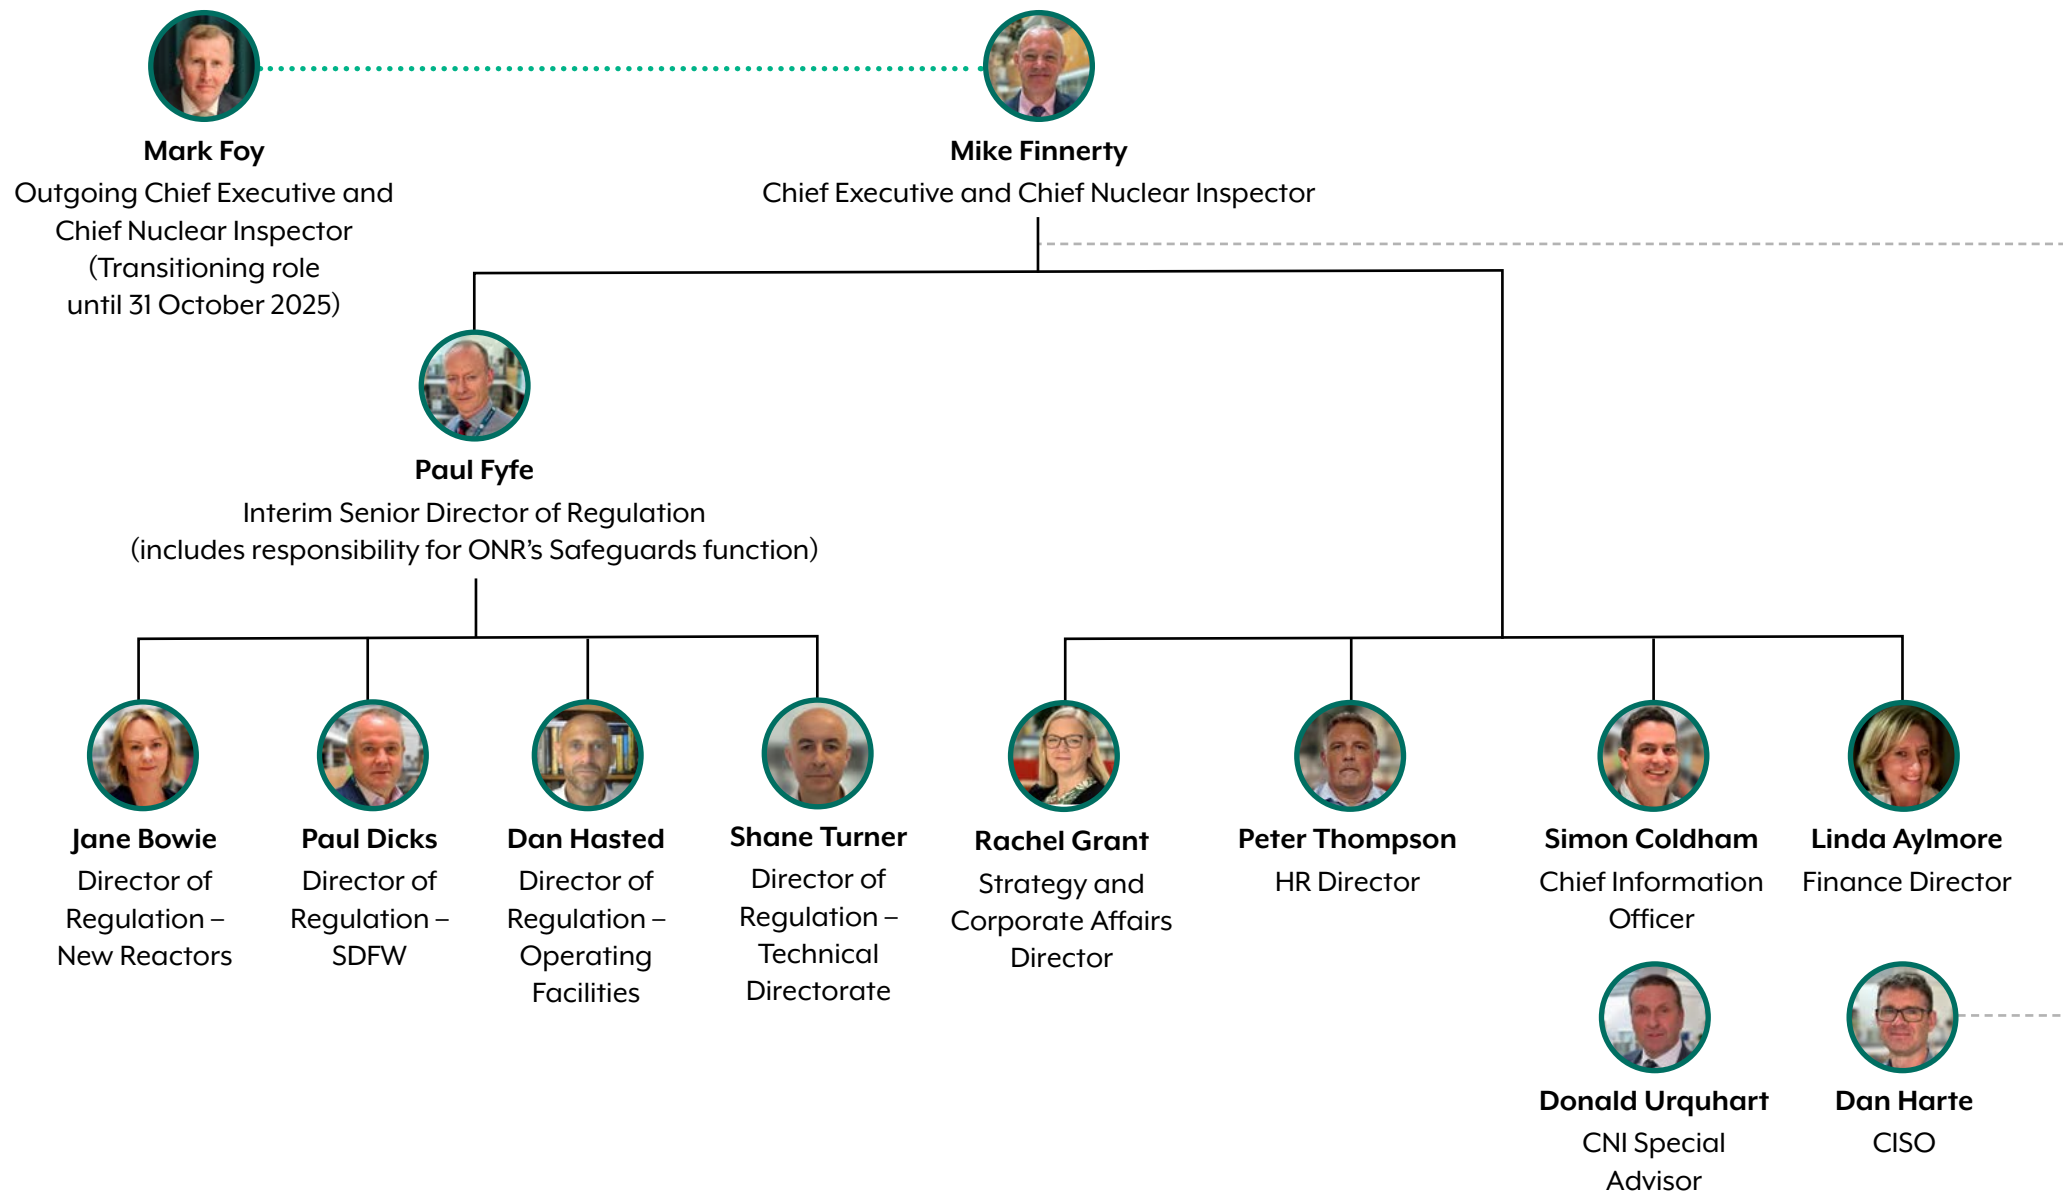 Mark Foy
Outgoing Chief Executive and
Chief Nuclear Inspector
(Transitioning role
until 31 October 2025)
Mike Finnerty
Chief Executive and Chief Nuclear Inspector
Paul Fyfe
Interim Senior Director of Regulation
(includes responsibility for ONR’s Safeguards function)
Jane Bowie
Director of
Regulation –
New Reactors
Paul Dicks
Director of
Regulation –
SDFW
Dan Hasted
Director of
Regulation –
Operating
Facilities
Shane Turner
Director of
Regulation –
Technical
Directorate
Rachel Grant
Strategy and
Corporate Affairs
Director
Peter Thompson
HR Director
Simon Coldham
Chief Information
Officer
Linda Aylmore
Finance Director
Donald Urquhart
CNI Special
Advisor
Dan Harte
CISO